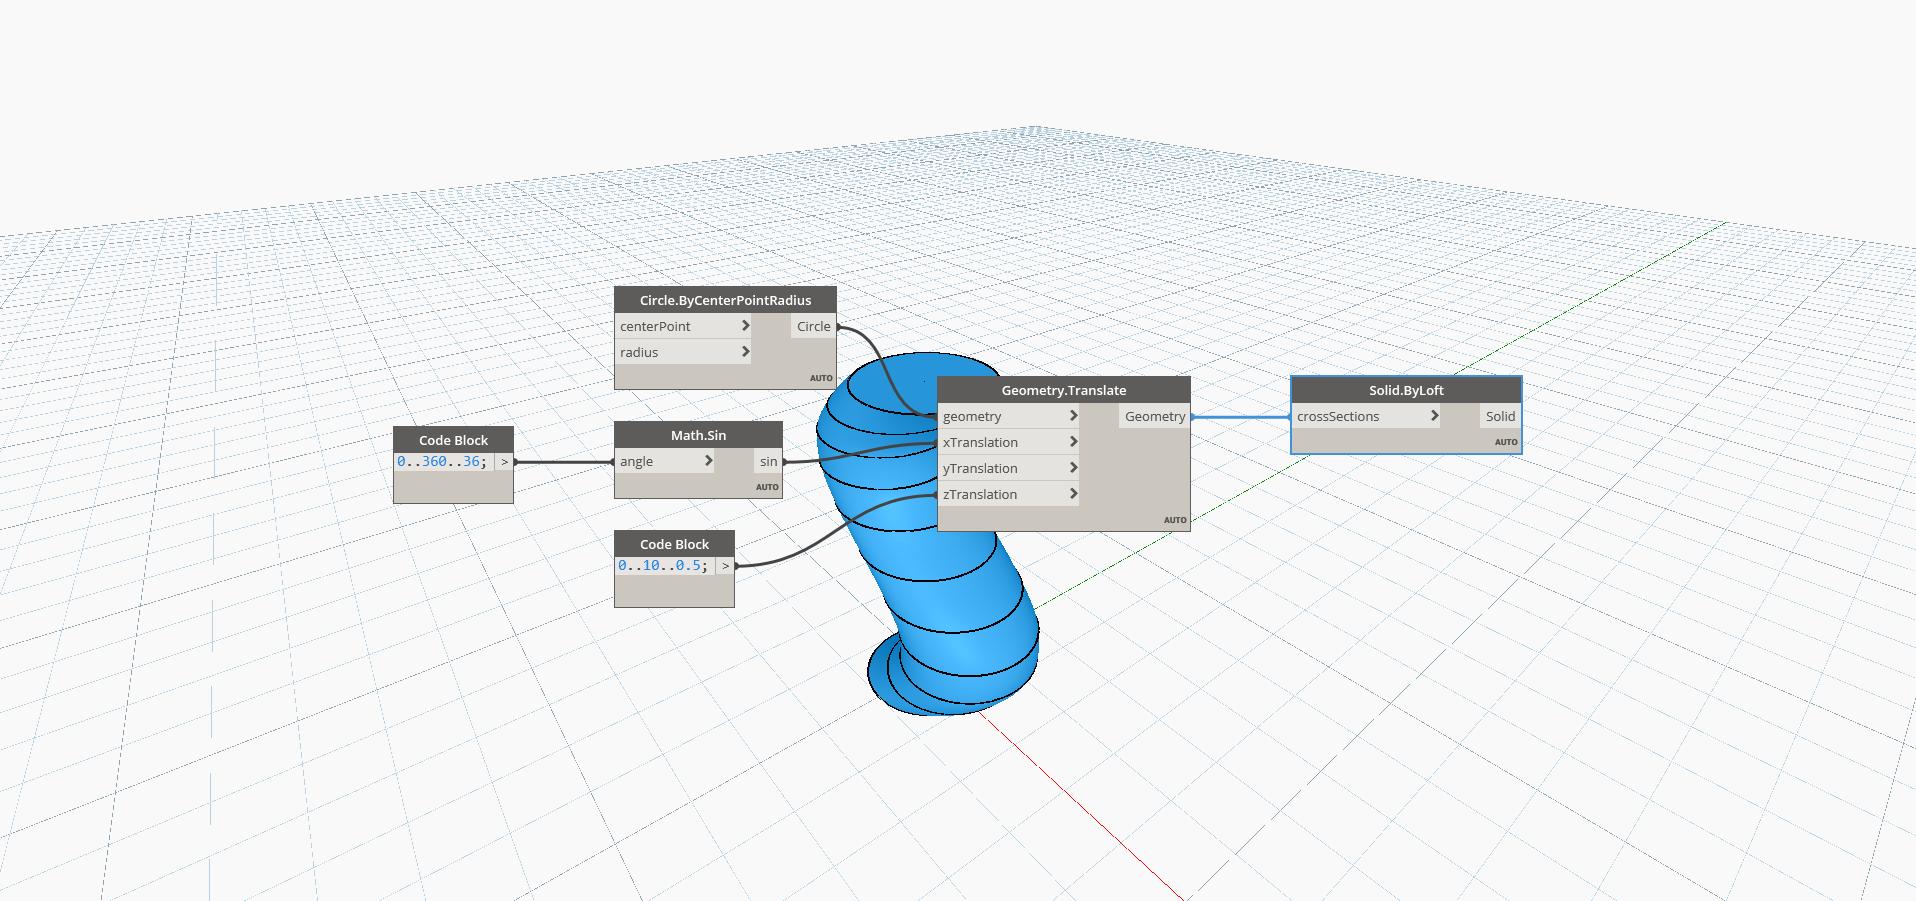 Circle.ByCenterPointRadius
centerPoint > Circle
radius >
AUTO
Code Block
0..360..36; >
Math.Sin
angle > sin
AUTO
Code Block
0..10..0.5; >
Geometry.Translate
geometry > Geometry
xTranslation >
yTranslation >
zTranslation >
AUTO
Solid.ByLoft
crossSections > Solid
AUTO